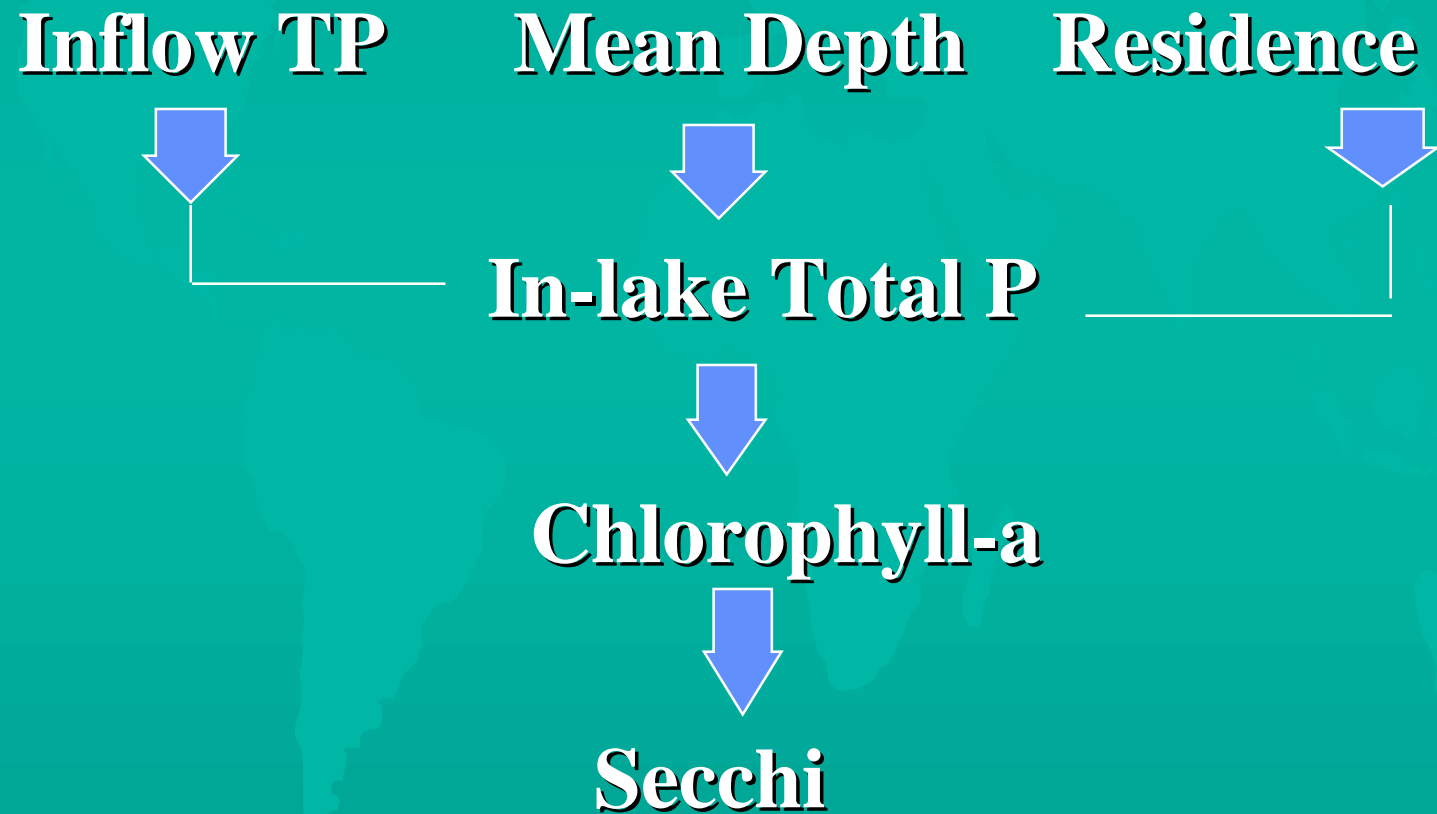 Inflow TP Mean Depth Residence
In-lake Total P
Chlorophyll-a
Secchi